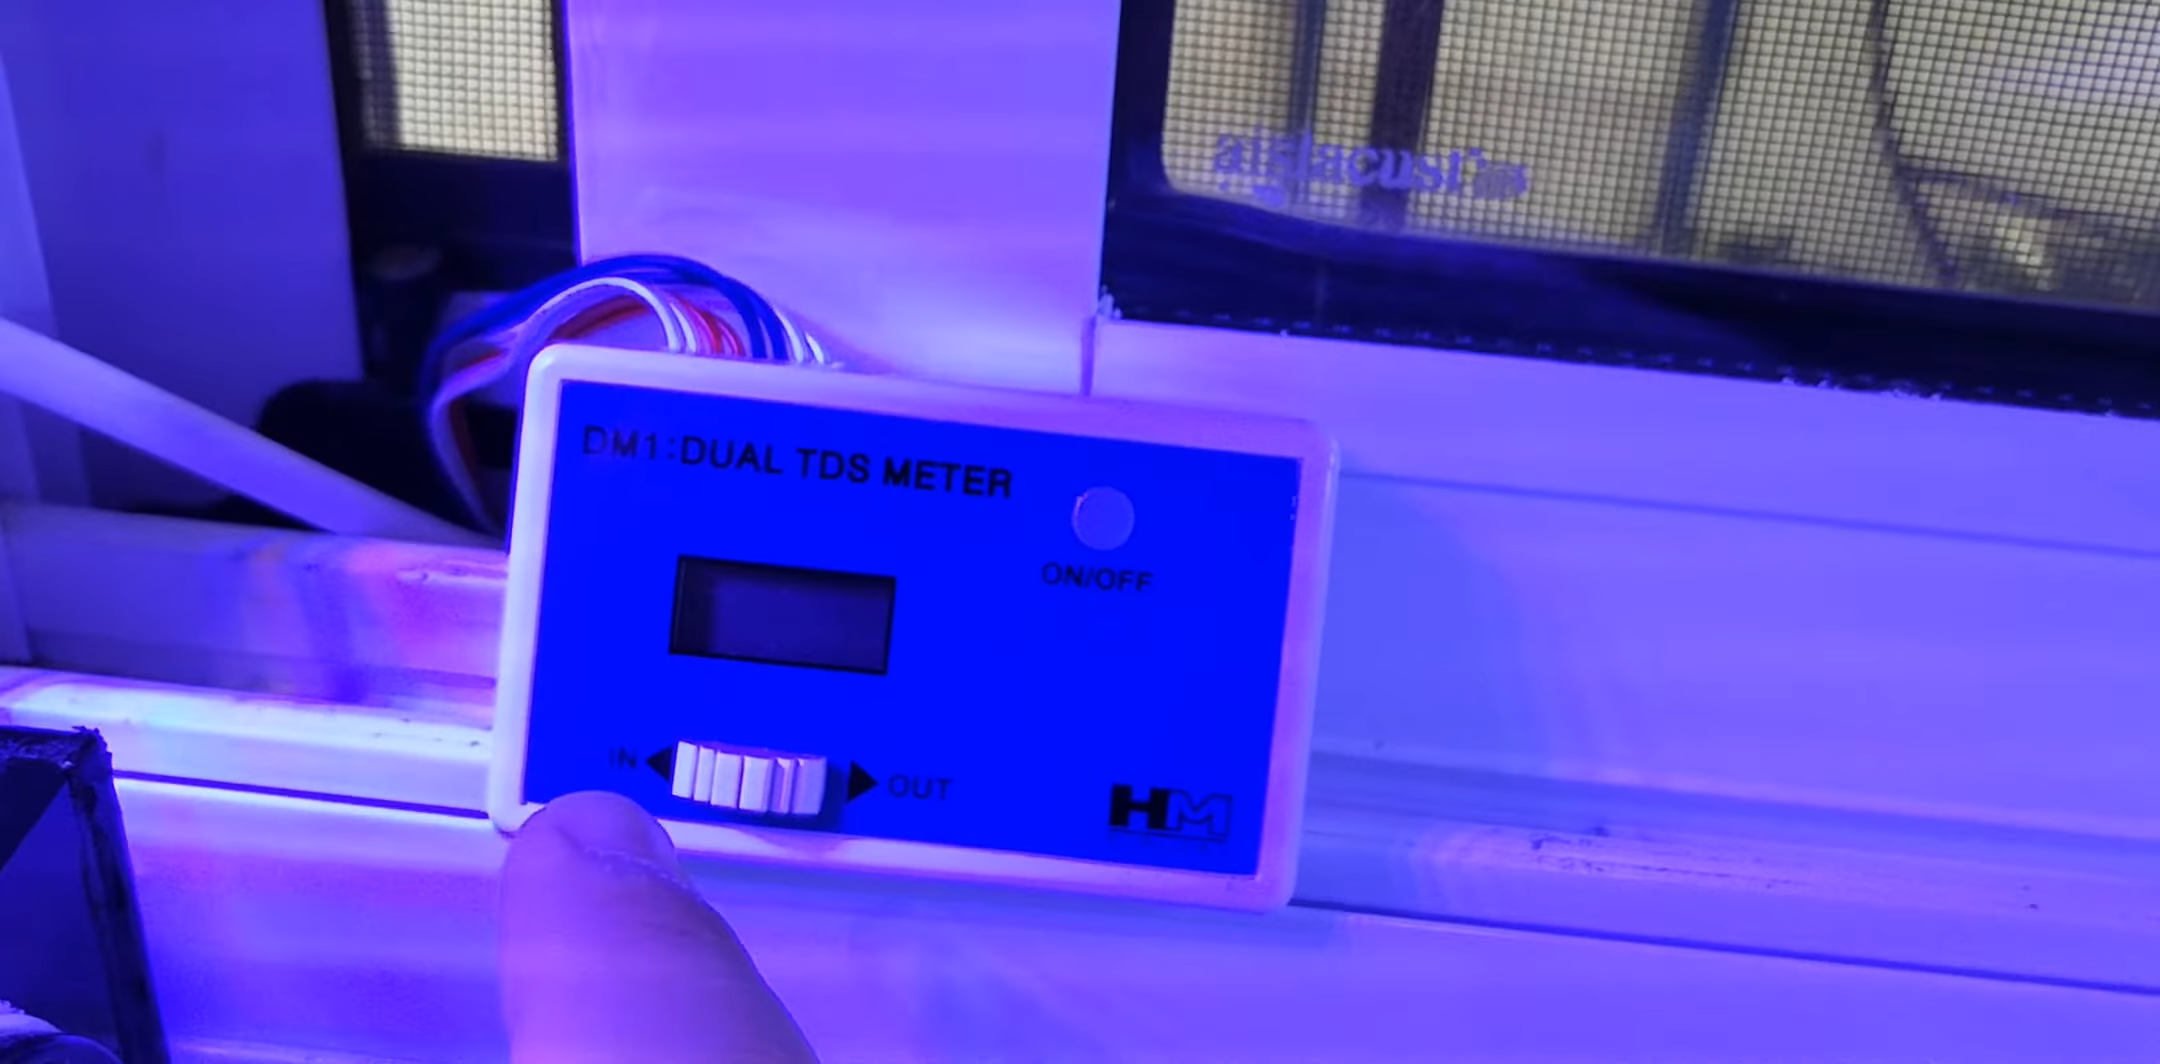 DM1:DUAL TDS METER
ON/OFF
IN
OUT
HM